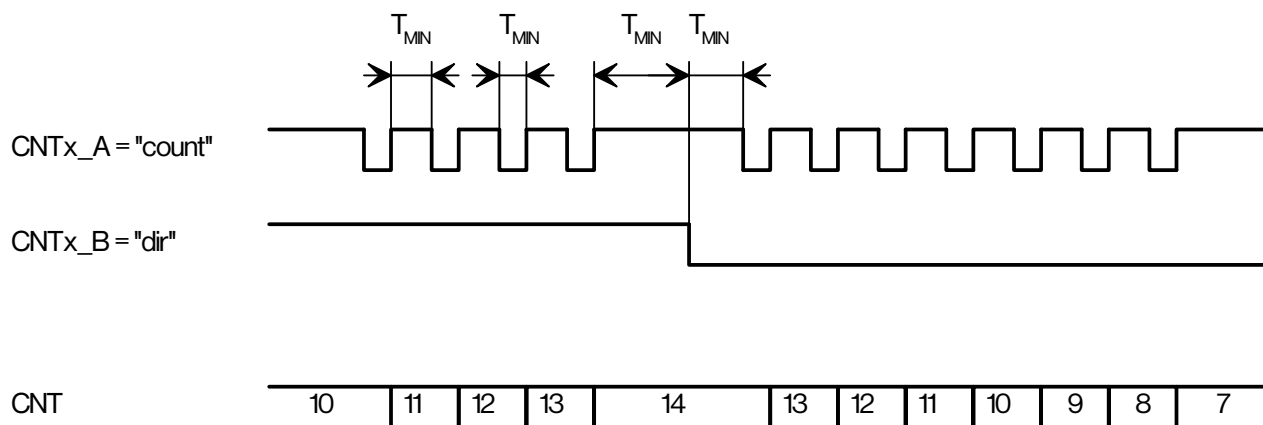 TMIN TMIN TMIN TMIN
CNTx_A = "count"
CNTx_B = "dir"
CNT 10 11 12 13 14 13 12 11 10 9 8 7